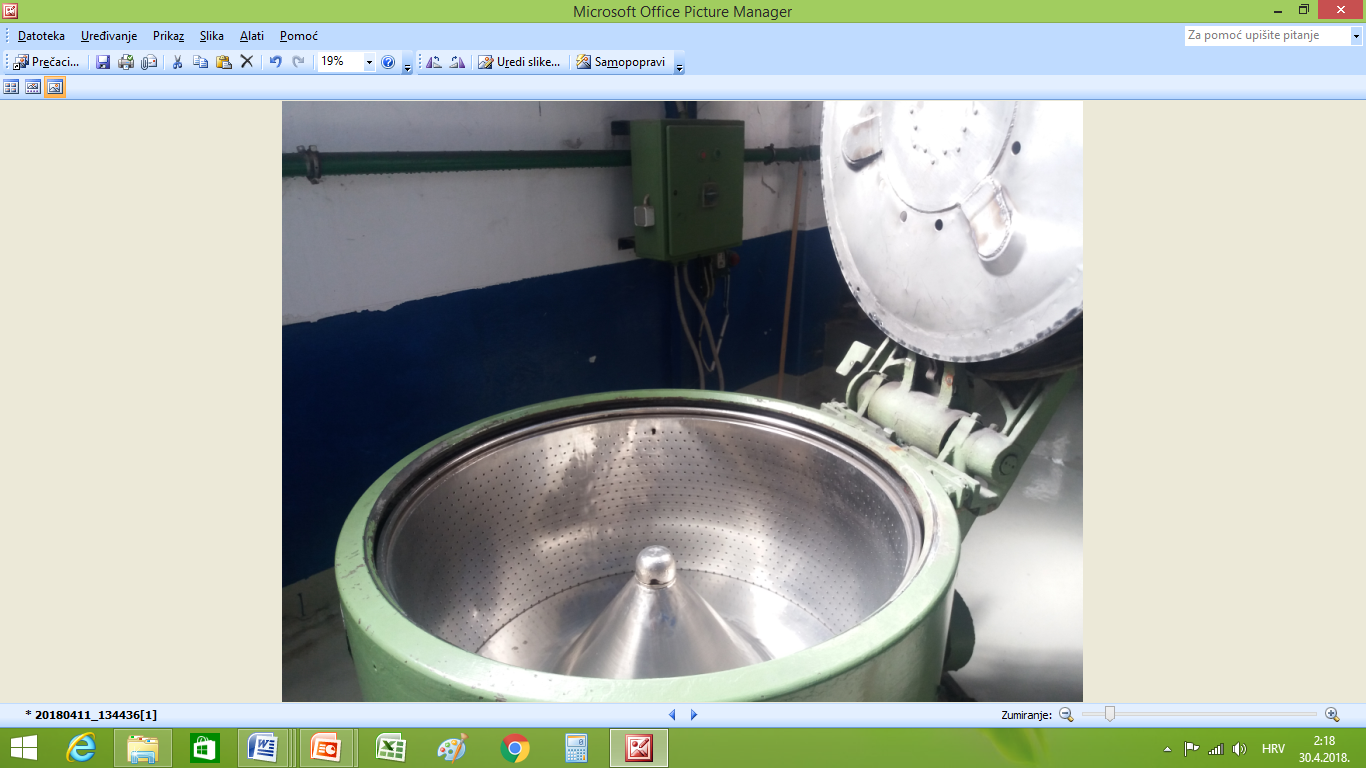 Microsoft Office Picture Manager
Datoteka Uređivanje Prikaz Slika Alati Pomoć
Za pomoć upišite pitanje
Prečaci... 19% Uredi slike... Samopopravi
* 20180411_134436[1]
Zumiranje:
HRV
2:18
30.4.2018.